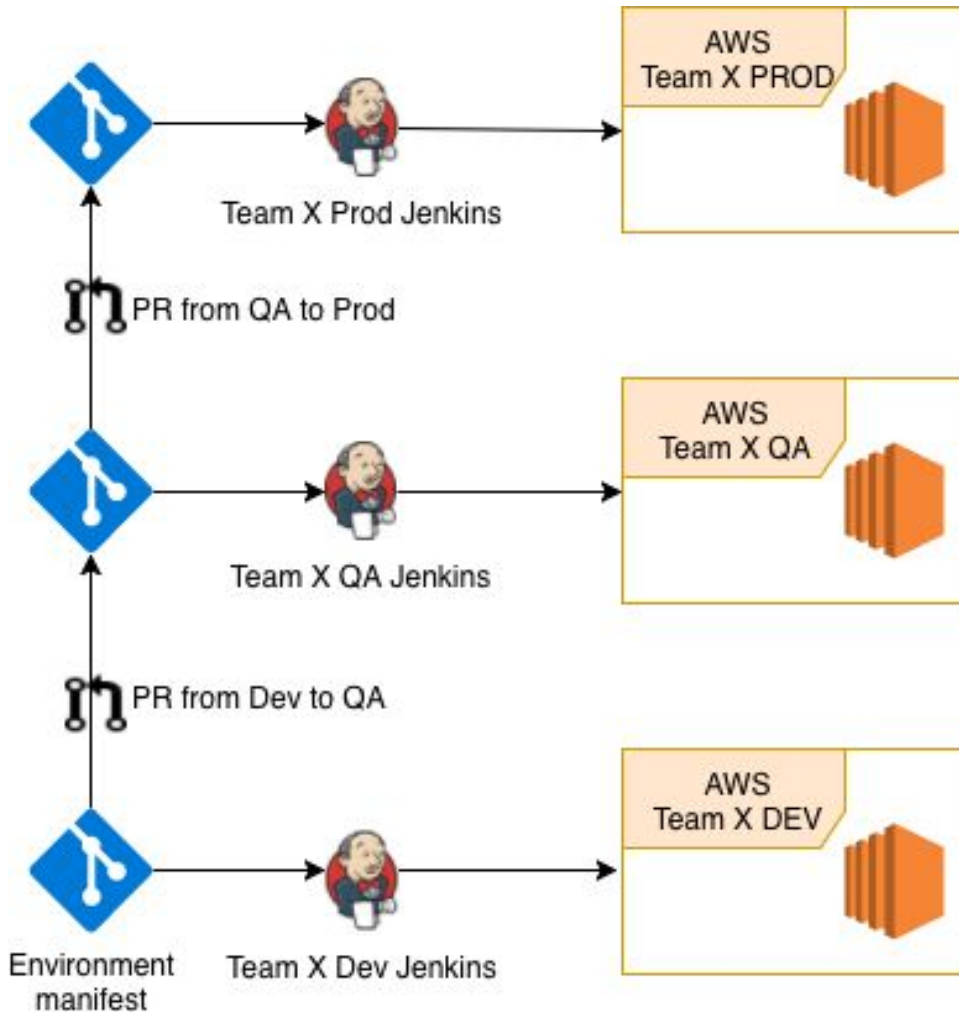 AWS
Team X PROD
Team X Prod Jenkins
PR from QA to Prod
AWS
Team X QA
Team X QA Jenkins
PR from Dev to QA
AWS
Team X DEV
Environment
manifest
Team X Dev Jenkins